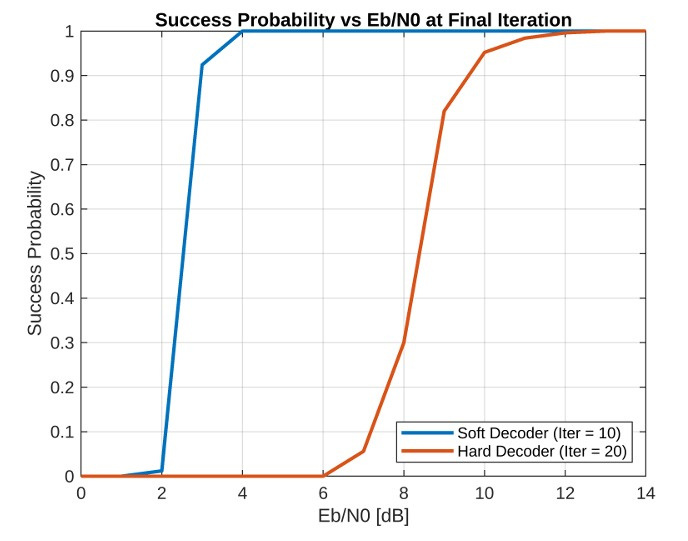 Success Probability vs Eb/N0 at Final Iteration
1
0.9
0.8
0.7
0.6
0.5
0.4
0.3
0.2
0.1
0
Success Probability
Soft Decoder (Iter = 10)
Hard Decoder (Iter = 20)
0 2 4 6 8 10 12 14
Eb/N0 [dB]